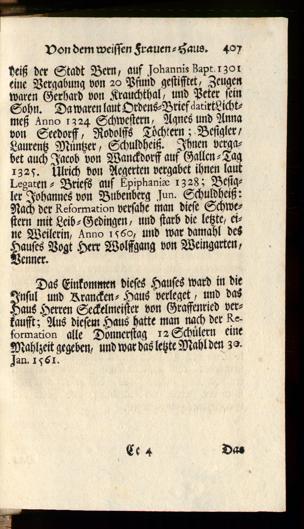 Von dem weissen Frauen-Haus. 407
heiß der Stadt Bern, auf Johannis Bapt. 1301
eine Vergabung von 20 Pfund gestifftet, Zeugen
waren Gerhard von Krauchthal, und Peter sein
Sohn. Da waren laut Ordens-Brief datirt Licht-
meß Anno 1324 Schwestern, Agnes und Anna
von Seedorff, Rodolffs Töchtern; Besigler,
Laurentz Müntzer, Schuldheiß. Ihnen verga-
bet auch Jacob von Wanckdorff auf Gallen-Tag
1325. Ulrich von Aegerten vergabet ihnen laut
Legaten-Briefs auf Epiphaniæ 1328; Besig-
ler Johannes von Bubenberg Jun. Schuldheiß:
Nach der Reformation versahe man diese Schwe-
stern mit Leib-Gedingen, und starb die letzte, ei-
ne Weilerin, Anno 1560, und war damahl des
Hauses Vogt Herr Wolffgang von Weingarten,
Venner.
Das Einkommen dieses Hauses ward in die
Insul und Krancken-Haus verleget, und das
Haus Herren Seckelmeister von Graffenried ver-
kaufft; Aus diesem Haus hatte man nach der Re-
formation alle Donnerstag 12 Schülern eine
Mahlzeit gegeben, und war das letzte Mahl den 30.
Jan. 1561.
Cc 4 Das